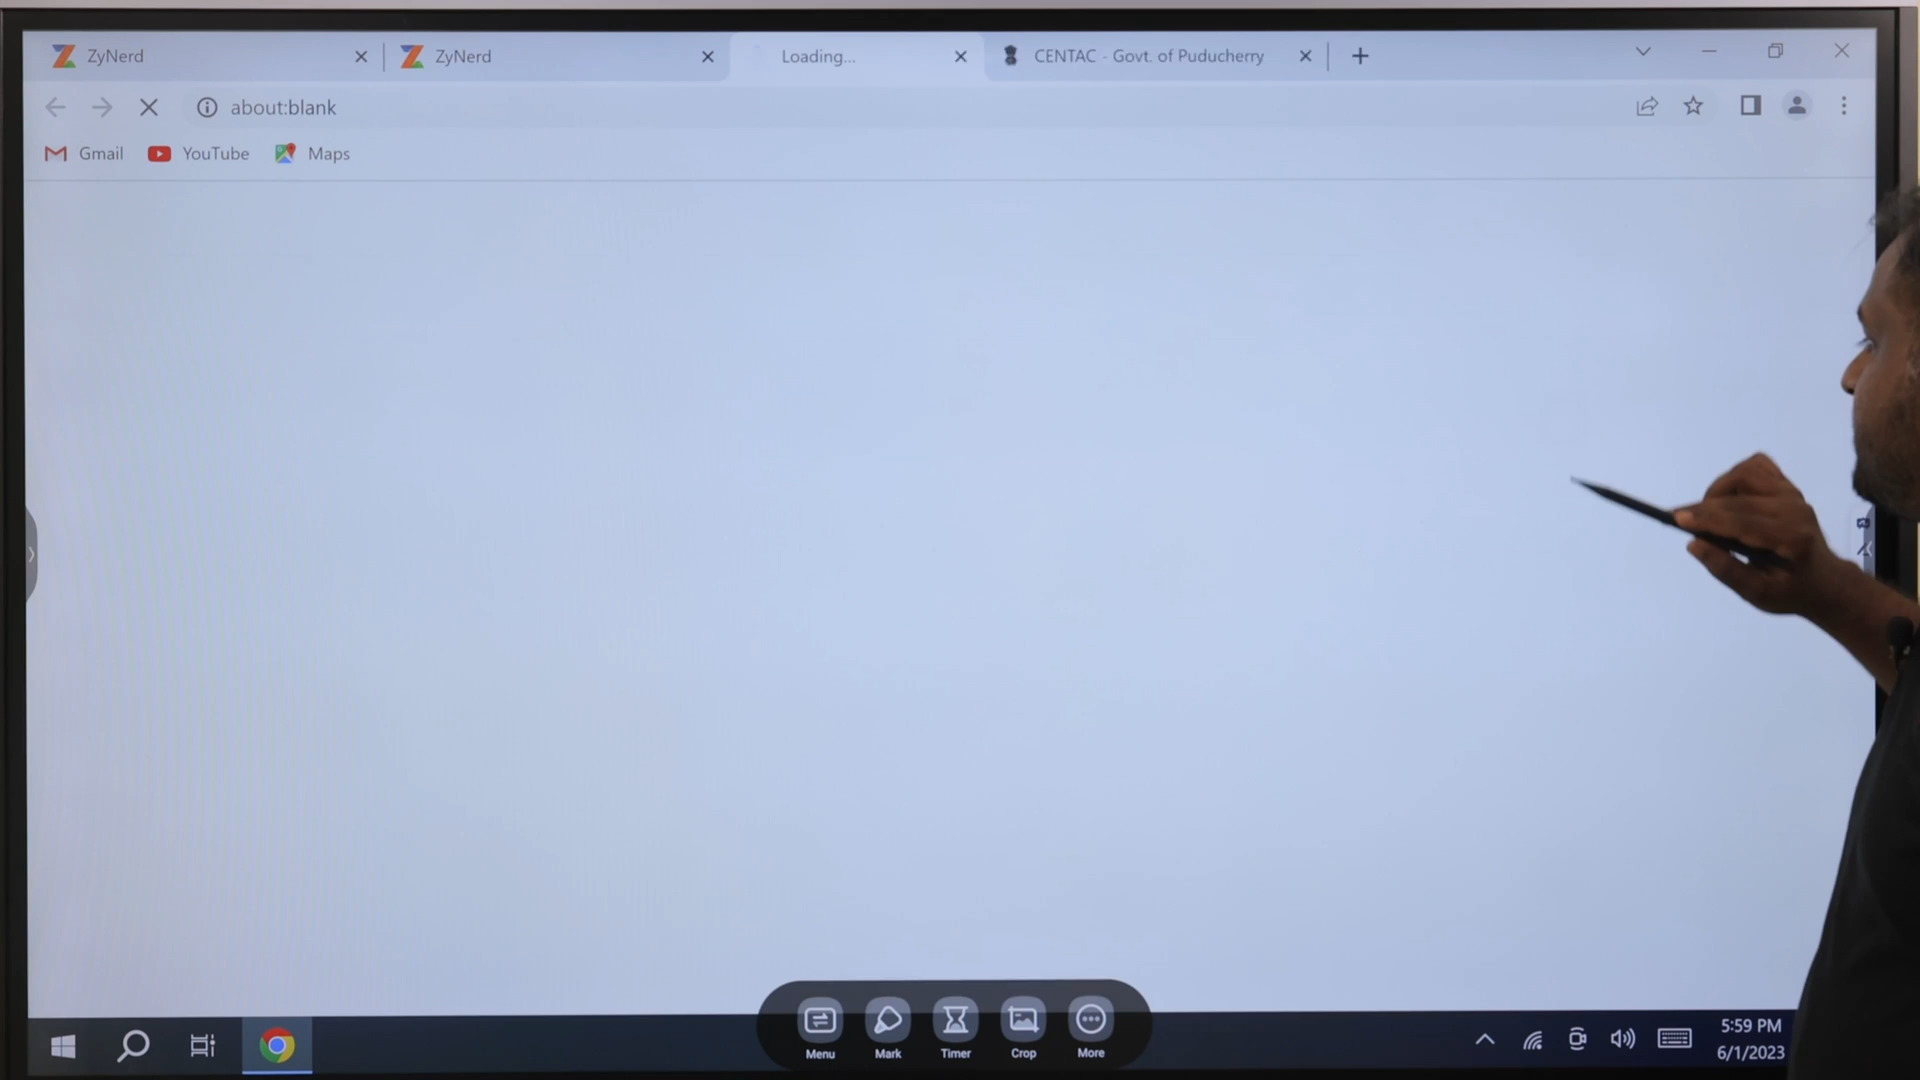 ZyNerd
ZyNerd
Loading...
CENTAC - Govt. of Puducherry
about:blank
Gmail
YouTube
Maps
Menu
Mark
Timer
Crop
More
5:59 PM
6/1/2023